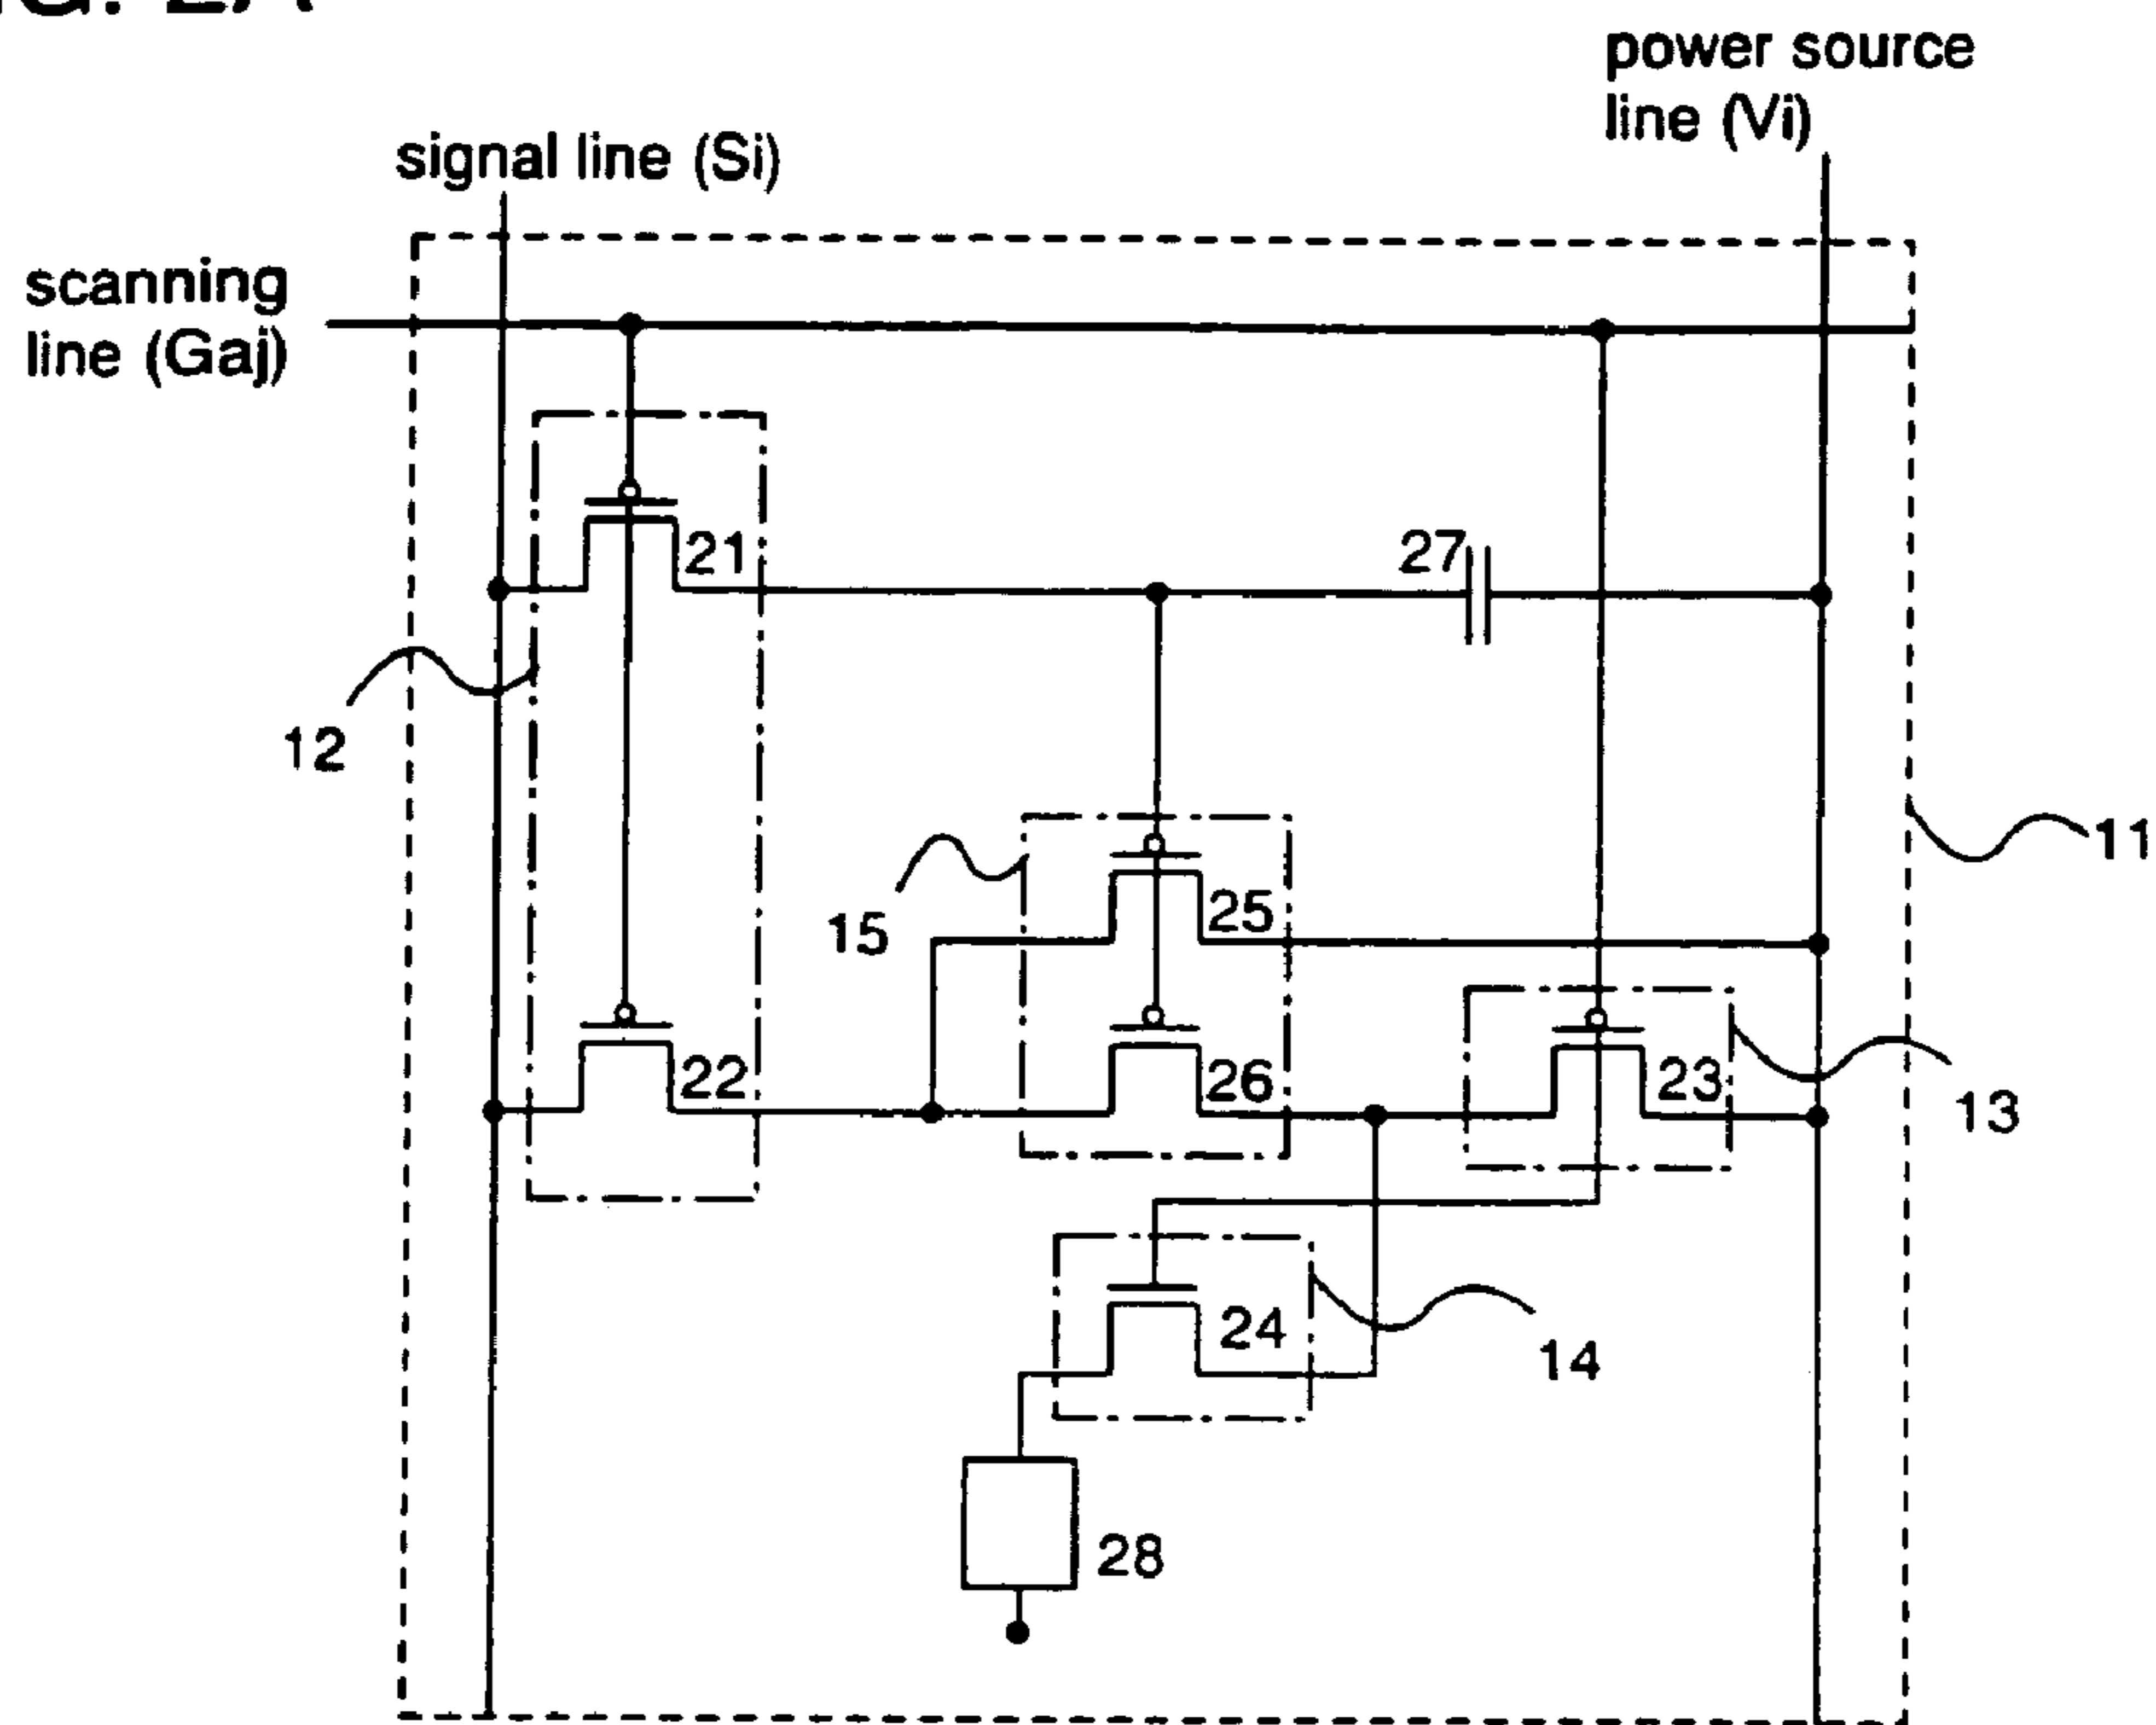 power source
line (Vi)
signal line (Si)
scanning
line (Gaj)
21
27
12
11
15
25
22
26
23
13
24
14
28